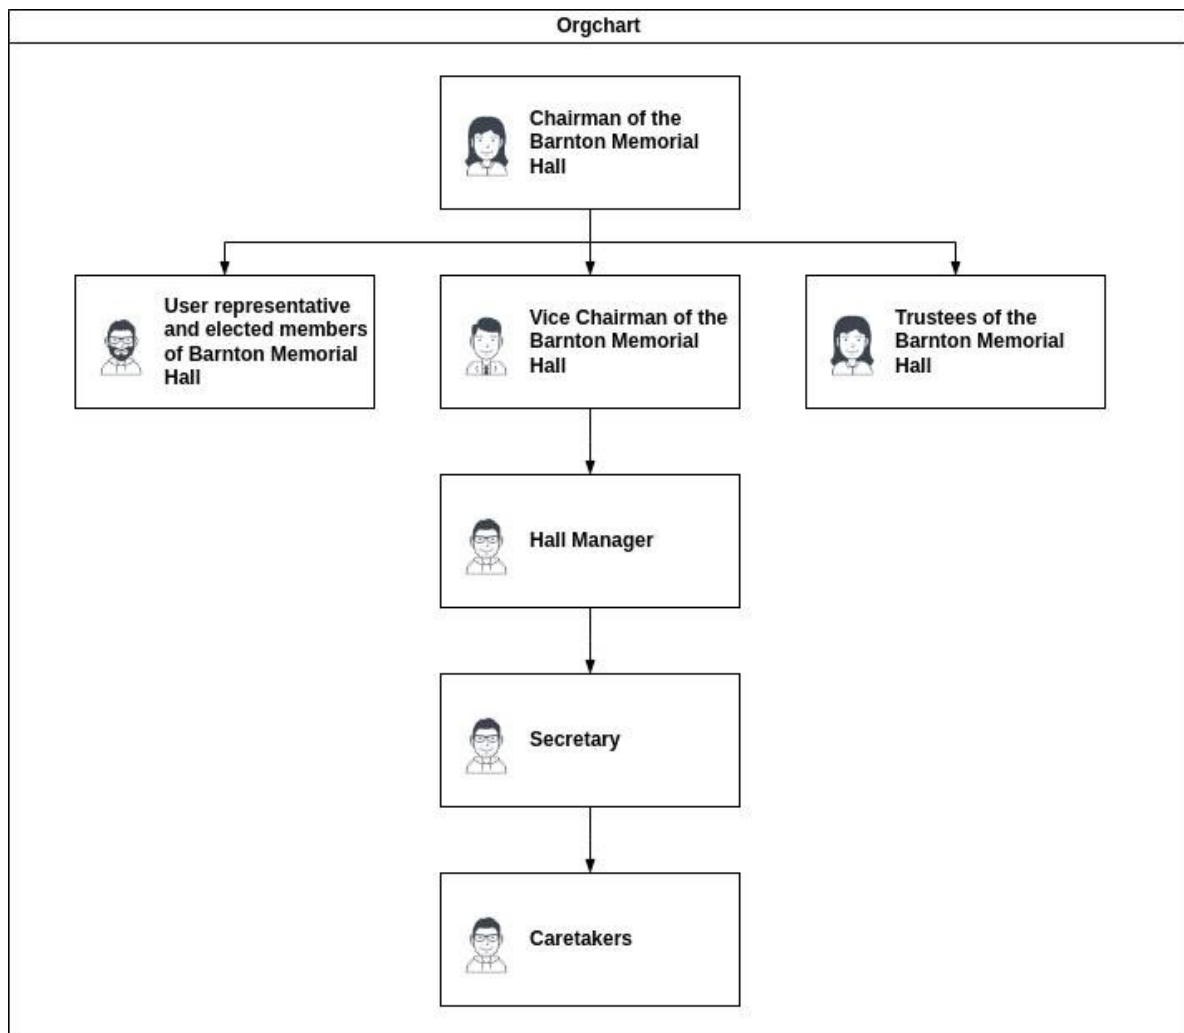 Orgchart
Chairman of the
Barnton Memorial
Hall
User representative
and elected members
of Barnton Memorial
Hall
Vice Chairman of the
Barnton Memorial
Hall
Trustees of the
Barnton Memorial
Hall
Hall Manager
Secretary
Caretakers